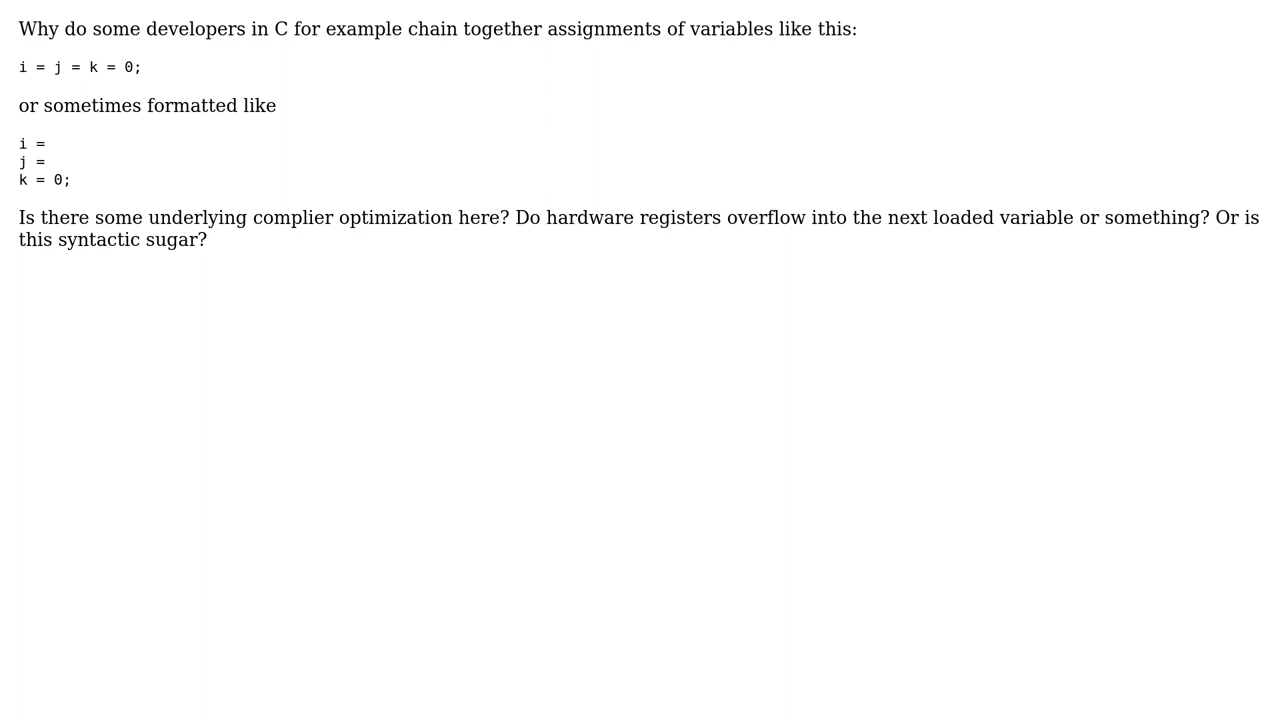 Why do some developers in C for example chain together assignments of variables like this:
i = j = k = 0;
or sometimes formatted like
i =
j =
k = 0;
Is there some underlying complier optimization here? Do hardware registers overflow into the next loaded variable or something? Or is
this syntactic sugar?